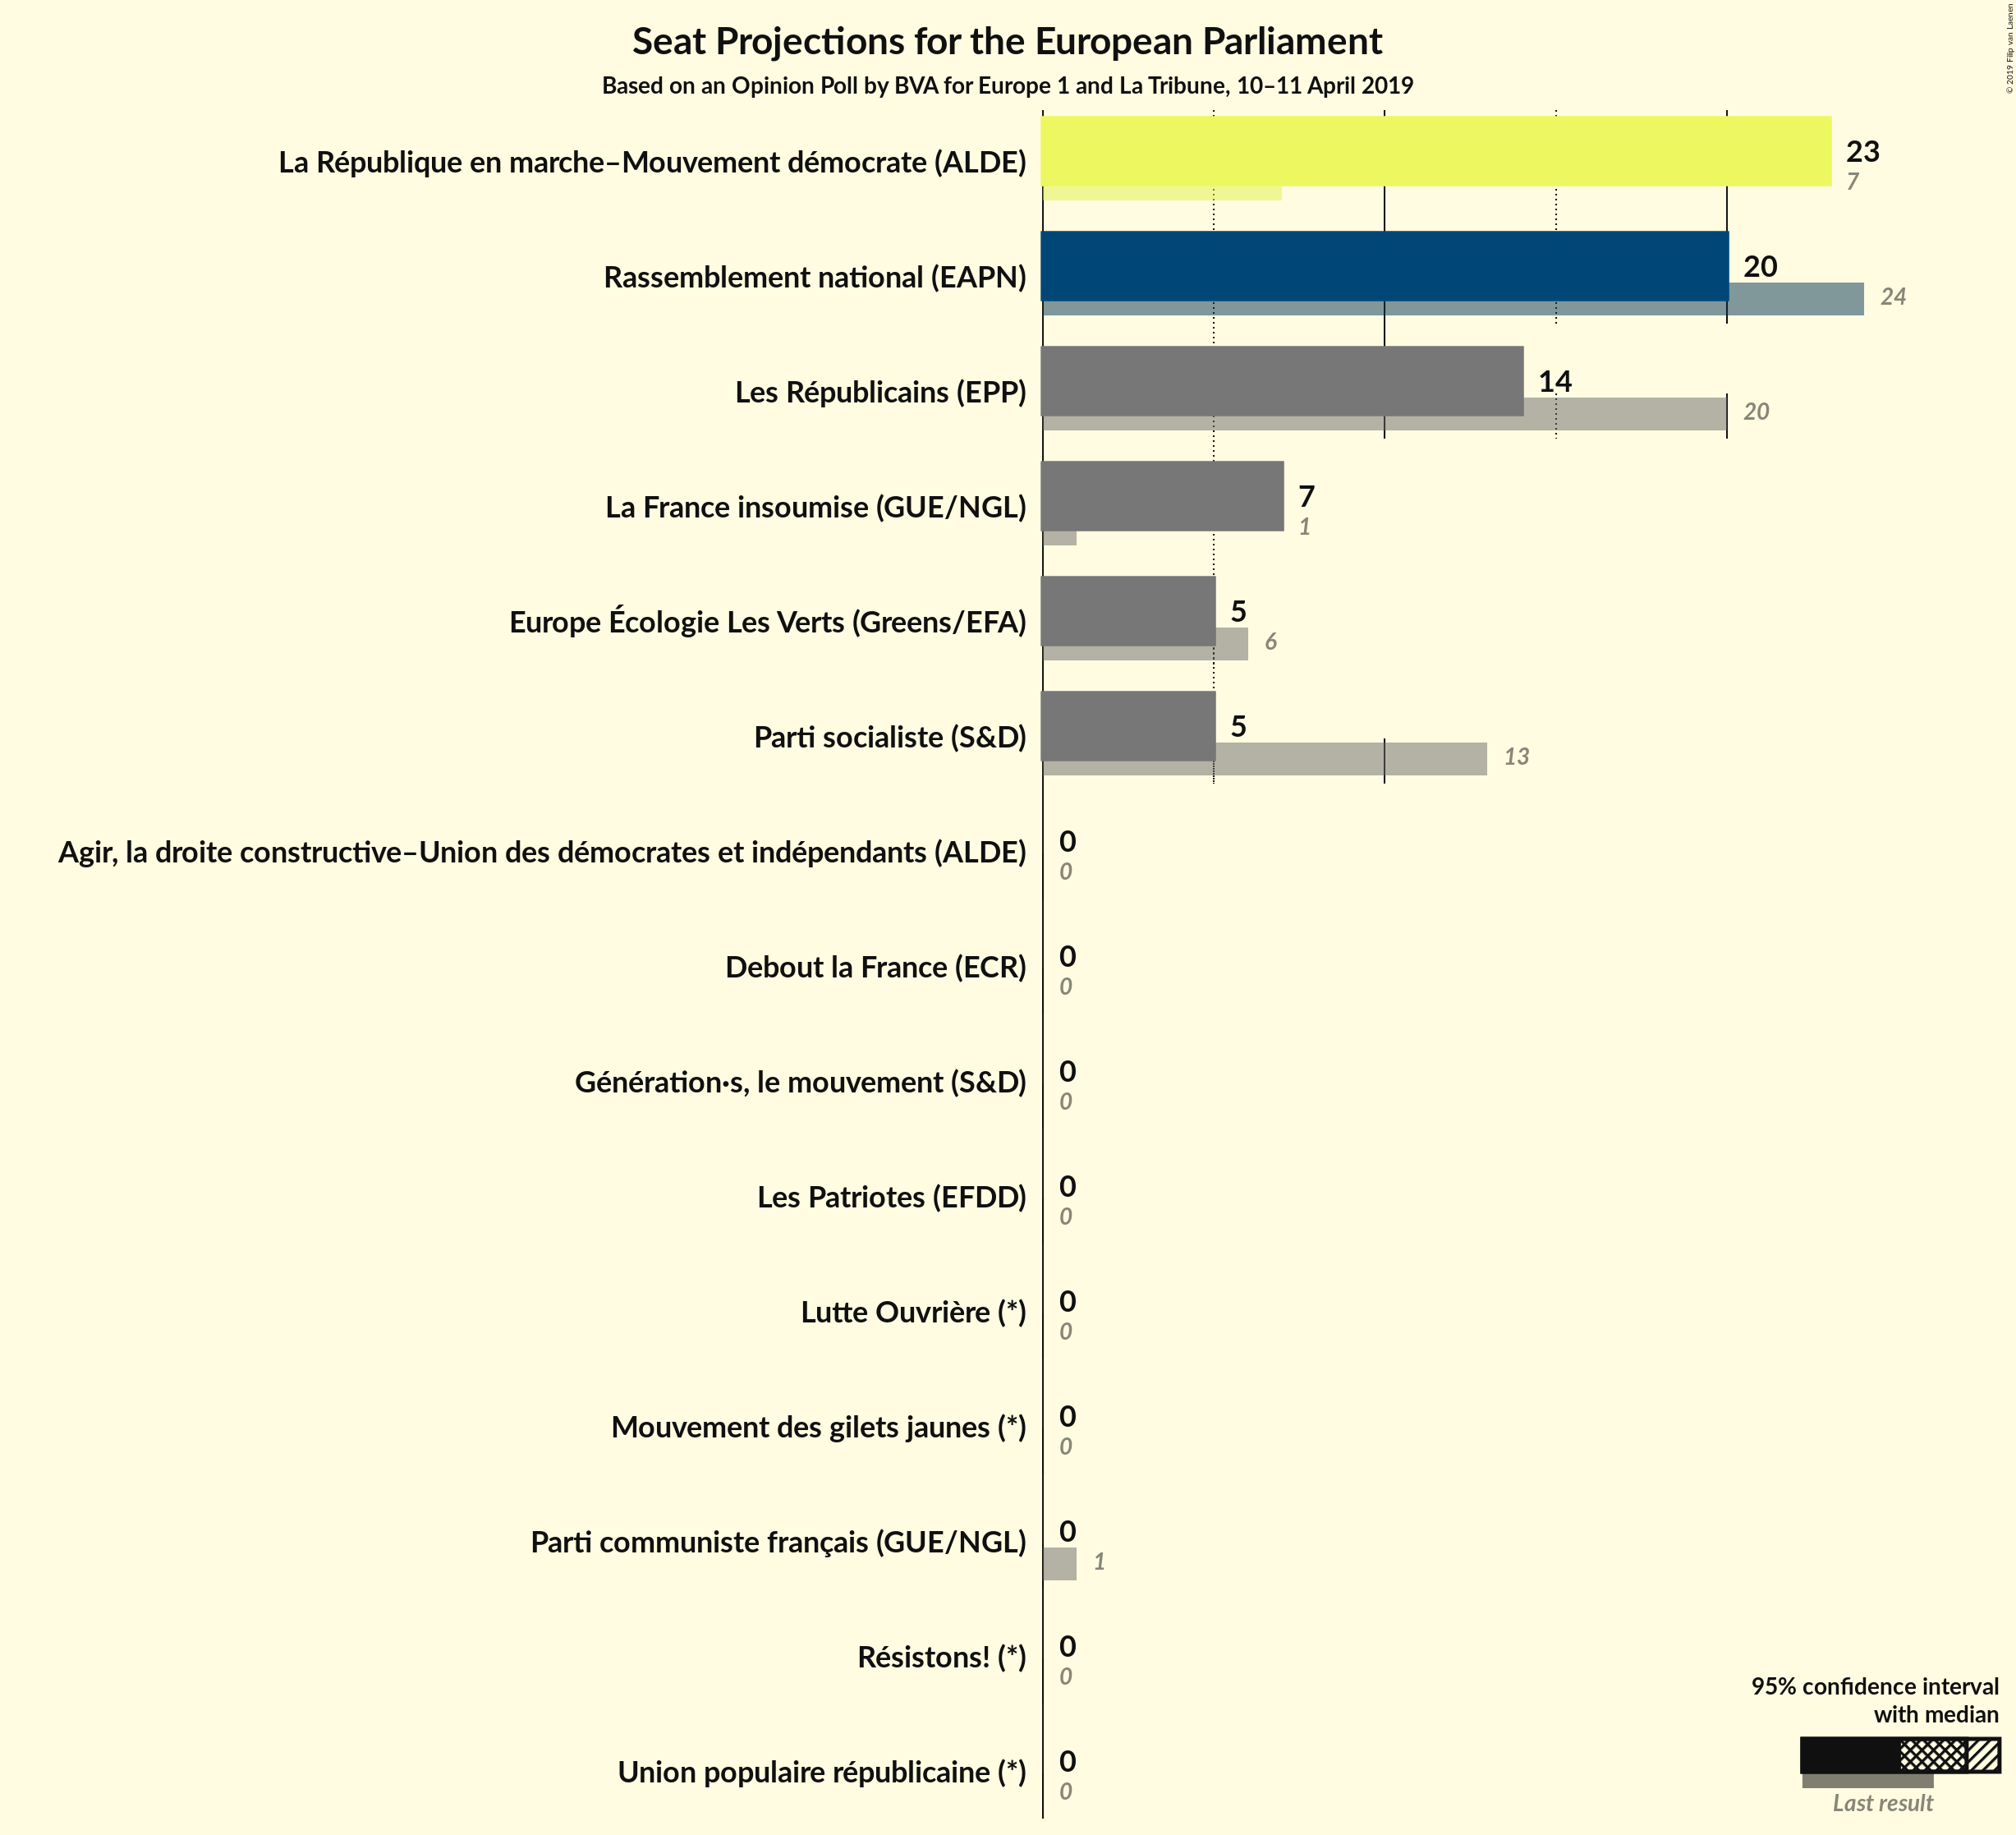 Seat Projections for the European Parliament
Based on an Opinion Poll by BVA for Europe 1 and La Tribune, 10–11 April 2019
© 2019 Filip van Laenen
La République en marche–Mouvement démocrate (ALDE)
23
7
Rassemblement national (EAPN)
20
24
Les Républicains (EPP)
14
20
La France insoumise (GUE/NGL)
7
1
Europe Écologie Les Verts (Greens/EFA)
5
6
Parti socialiste (S&D)
5
13
Agir, la droite constructive–Union des démocrates et indépendants (ALDE)
0
0
Debout la France (ECR)
0
0
Génération·s, le mouvement (S&D)
0
0
Les Patriotes (EFDD)
0
0
Lutte Ouvrière (*)
0
0
Mouvement des gilets jaunes (*)
0
0
Parti communiste français (GUE/NGL)
0
1
Résistons! (*)
0
0
Union populaire républicaine (*)
0
0
95% confidence interval
with median
Last result